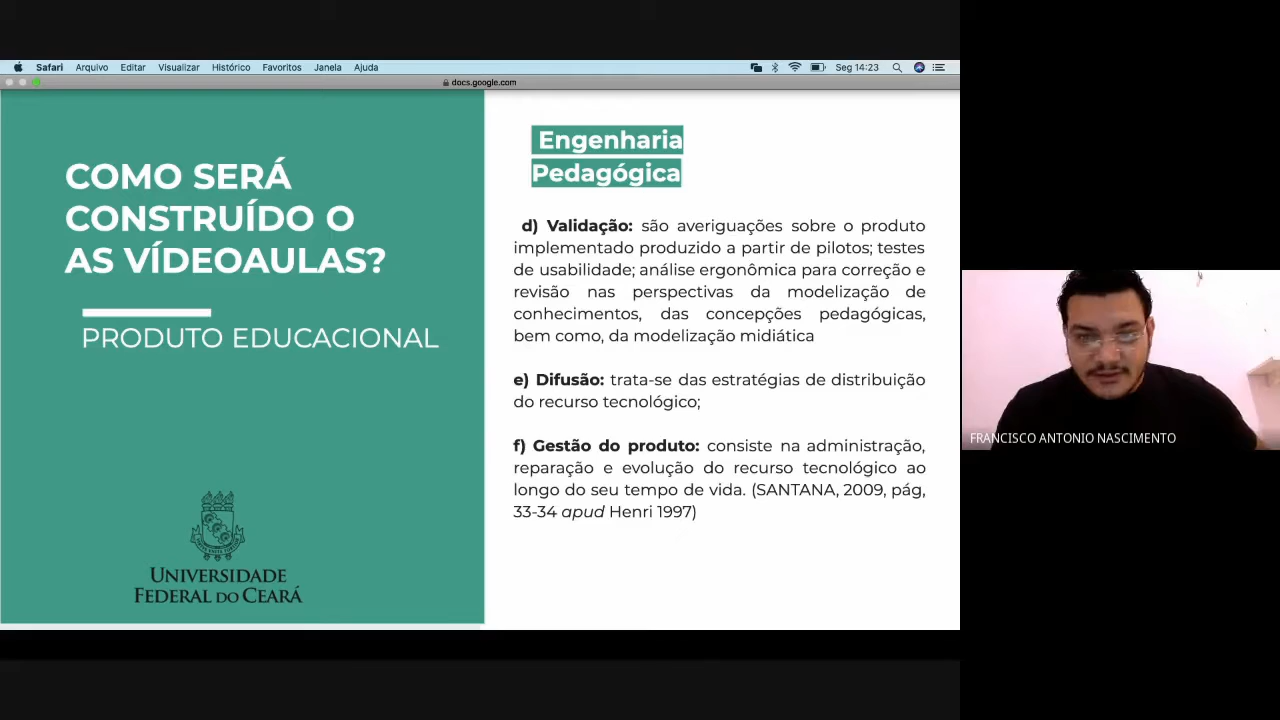 Safari Arquivo Editar Visualizar Histórico Favoritos Janela Ajuda Seg 14:23
docs.google.com
COMO SERÁ
CONSTRUÍDO O
AS VÍDEOAULAS?
PRODUTO EDUCACIONAL
UNIVERSIDADE
FEDERAL DO CEARÁ
Engenharia
Pedagógica
d) Validação: são averiguações sobre o produto
implementado produzido a partir de pilotos; testes
de usabilidade; análise ergonômica para correção e
revisão nas perspectivas da modelização de
conhecimentos, das concepções pedagógicas,
bem como, da modelização midiática
e) Difusão: trata-se das estratégias de distribuição
do recurso tecnológico;
f) Gestão do produto: consiste na administração,
reparação e evolução do recurso tecnológico ao
longo do seu tempo de vida. (SANTANA, 2009, pág,
33-34 apud Henri 1997)
FRANCISCO ANTONIO NASCIMENTO